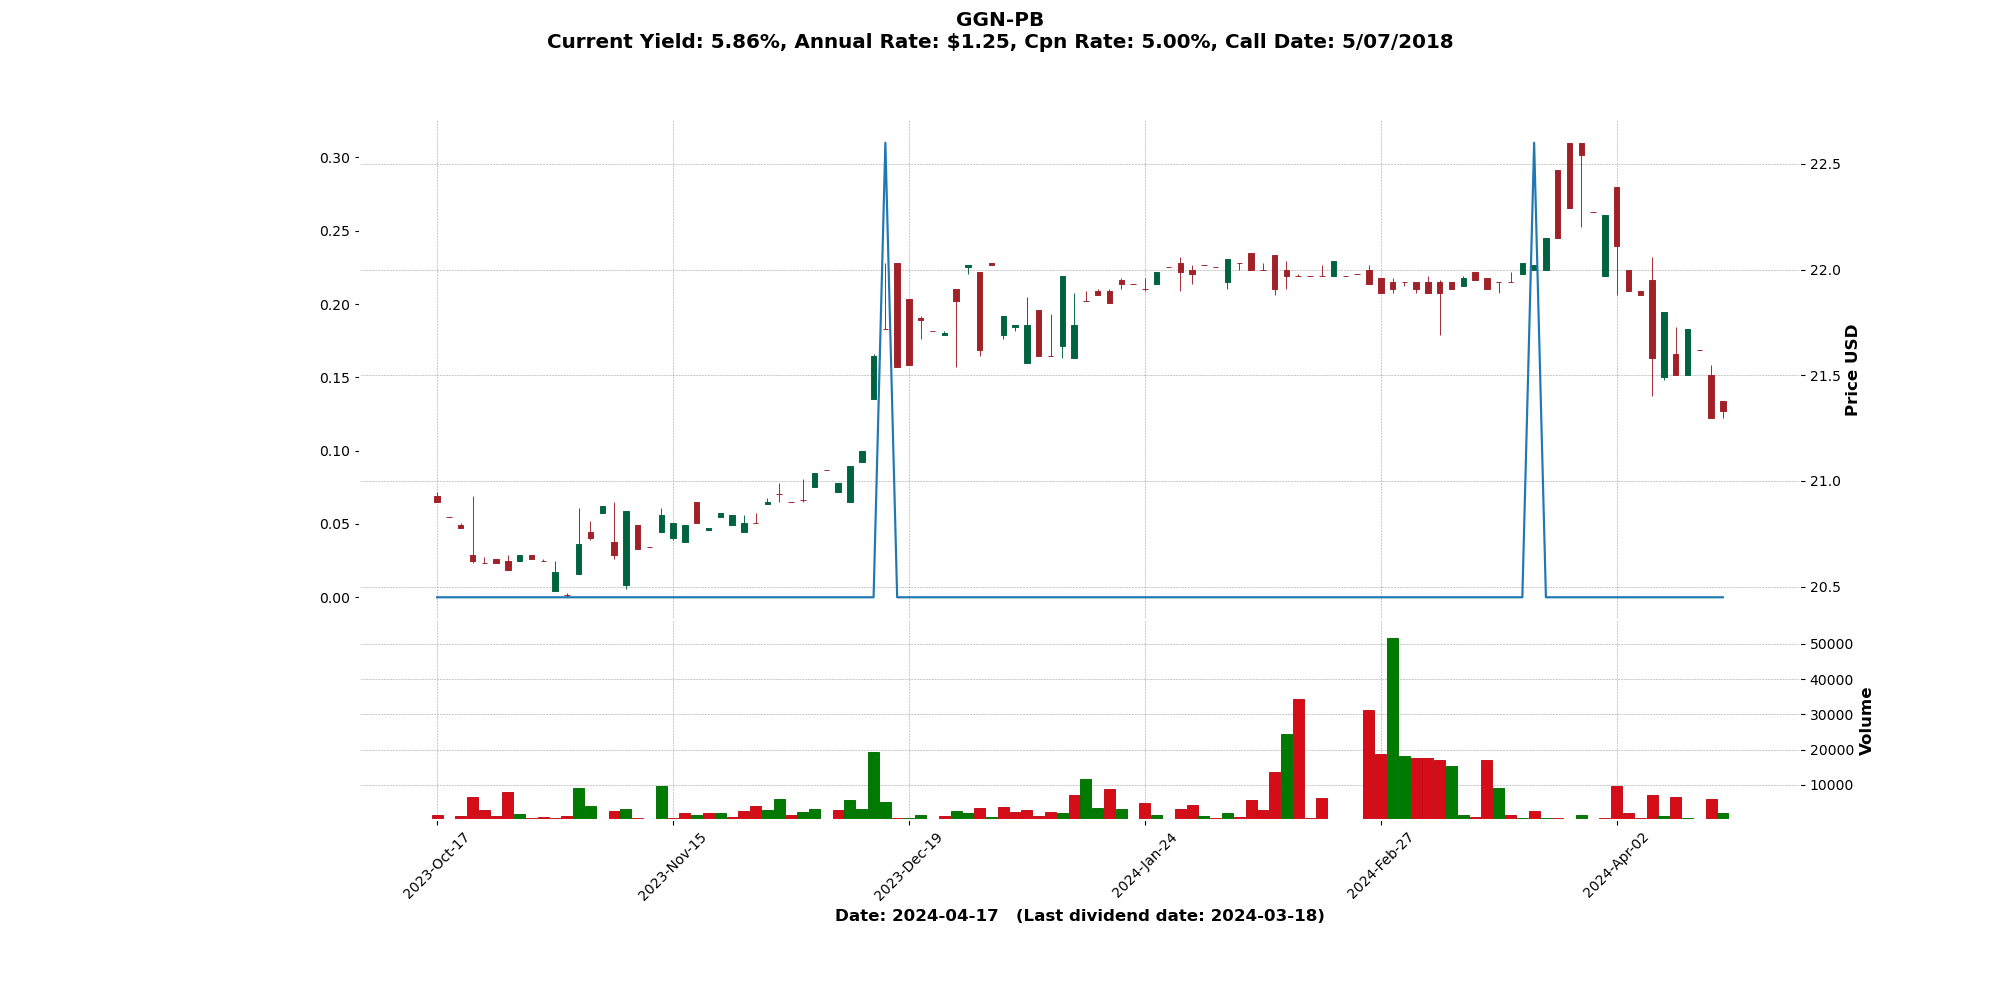 GGN-PB
Current Yield: 5.86%, Annual Rate: $1.25, Cpn Rate: 5.00%, Call Date: 5/07/2018
0.30
0.25
0.20
0.15
0.10
0.05
0.00
22.5
22.0
21.5
21.0
20.5
Price USD
50000
40000
30000
20000
10000
Volume
2023-Oct-17
2023-Nov-15
2023-Dec-19
2024-Jan-24
2024-Feb-27
2024-Apr-02
Date: 2024-04-17   (Last dividend date: 2024-03-18)